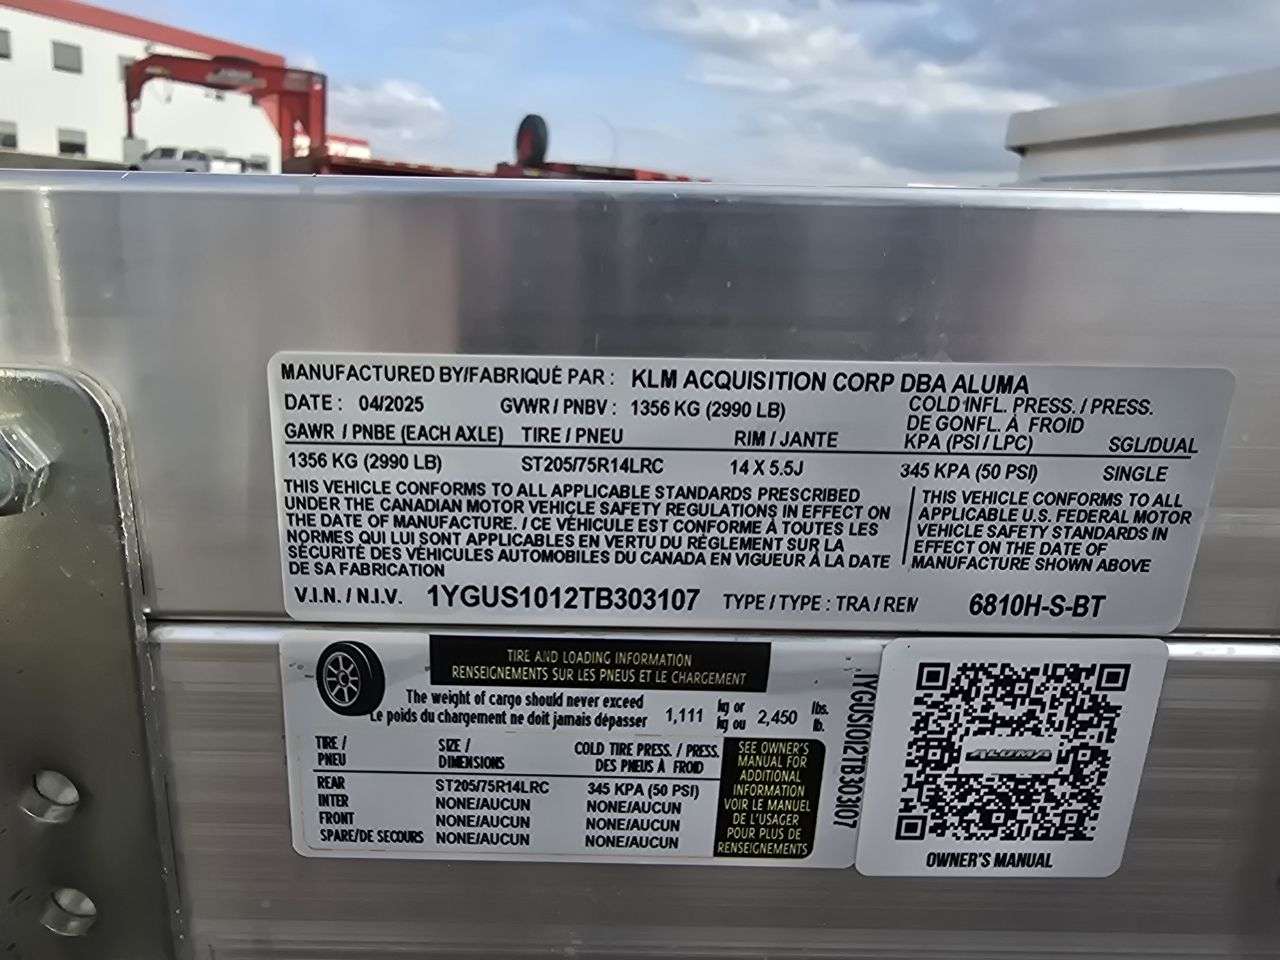 MANUFACTURED BY/FABRIQUÉ PAR : KLM ACQUISITION CORP DBA ALUMA
DATE : 04/2025 GVWR / PNBV : 1356 KG (2990 LB) COLD INFL. PRESS. / PRESS. DE GONFL. À FROID
GAWR / PNBE (EACH AXLE) TIRE / PNEU RIM / JANTE KPA (PSI / LPC) SGL/DUAL
1356 KG (2990 LB) ST205/75R14LRC 14 X 5.5J 345 KPA (50 PSI) SINGLE
THIS VEHICLE CONFORMS TO ALL APPLICABLE STANDARDS PRESCRIBED
UNDER THE CANADIAN MOTOR VEHICLE SAFETY REGULATIONS IN EFFECT ON
THE DATE OF MANUFACTURE. / CE VÉHICULE EST CONFORME À TOUTES LES
NORMES QUI LUI SONT APPLICABLES EN VERTU DU RÈGLEMENT SUR LA
SÉCURITÉ DES VÉHICULES AUTOMOBILES DU CANADA EN VIGUEUR À LA DATE
DE SA FABRICATION
THIS VEHICLE CONFORMS TO ALL
APPLICABLE U.S. FEDERAL MOTOR
VEHICLE SAFETY STANDARDS IN
EFFECT ON THE DATE OF
MANUFACTURE SHOWN ABOVE
V.I.N. / N.I.V. 1YGUS1012TB303107 TYPE / TYPE : TRA / REM 6810H-S-BT
TIRE AND LOADING INFORMATION
RENSEIGNEMENTS SUR LES PNEUS ET LE CHARGEMENT
The weight of cargo should never exceed
Le poids du chargement ne doit jamais dépasser 1,111 kg or kg ou 2,450 lbs. lb.
TIRE / PNEU SIZE / DIMENSIONS COLD TIRE PRESS. / PRESS. DES PNEUS À FROID
REAR ST205/75R14LRC 345 KPA (50 PSI)
INTER NONE/AUCUN NONE/AUCUN
FRONT NONE/AUCUN NONE/AUCUN
SPARE/DE SECOURS NONE/AUCUN NONE/AUCUN
SEE OWNER'S
MANUAL FOR
ADDITIONAL
INFORMATION
VOIR LE MANUEL
DE L'USAGER
POUR PLUS DE
RENSEIGNEMENTS
1YGUS1012TB303107
ALUMA
OWNER'S MANUAL